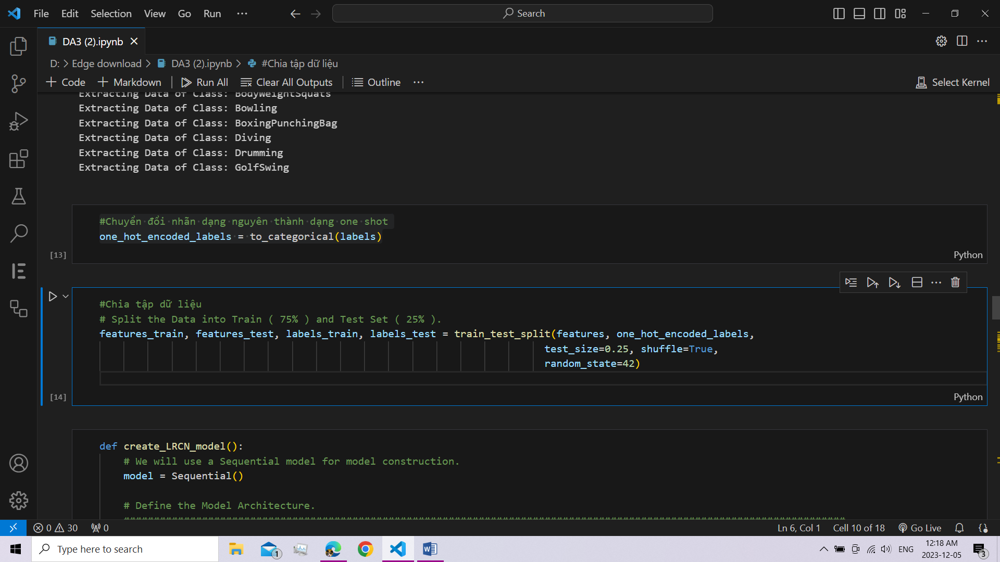 File Edit Selection View Go Run ···
Search
DA3 (2).ipynb
D: > Edge download > DA3 (2).ipynb > #Chia tập dữ liệu
+ Code + Markdown Run All Clear All Outputs Outline ···
Select Kernel
Extracting Data of Class: BodyWeightSquats
Extracting Data of Class: Bowling
Extracting Data of Class: BoxingPunchingBag
Extracting Data of Class: Diving
Extracting Data of Class: Drumming
Extracting Data of Class: GolfSwing
#Chuyển·đổi·nhãn·dạng·nguyên·thành·dạng·one·shot
one_hot_encoded_labels·=·to_categorical(labels)
[13]
Python
#Chia tập dữ liệu
# Split the Data into Train ( 75% ) and Test Set ( 25% ).
features_train, features_test, labels_train, labels_test = train_test_split(features, one_hot_encoded_labels,
test_size=0.25, shuffle=True,
random_state=42)
[14]
Python
def create_LRCN_model():
# We will use a Sequential model for model construction.
model = Sequential()
# Define the Model Architecture.
0 30 0
Ln 6, Col 1 Cell 10 of 18 Go Live
Type here to search
1
ENG
12:18 AM
2023-12-05
3